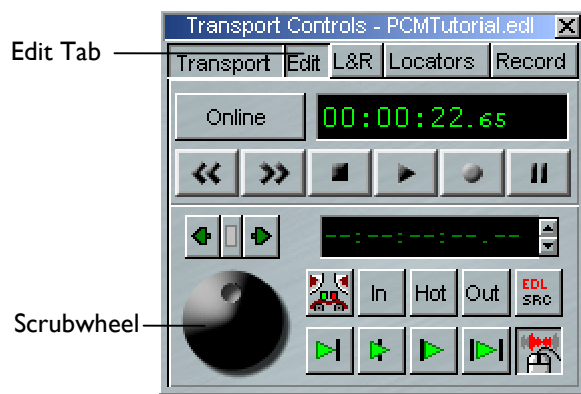 Transport Controls - PCMTutorial.edl
Edit Tab
Transport Edit L&R Locators Record
Online 00:00:22.65
--:--:--:--.--
In Hot Out EDL SRC
Scrubwheel